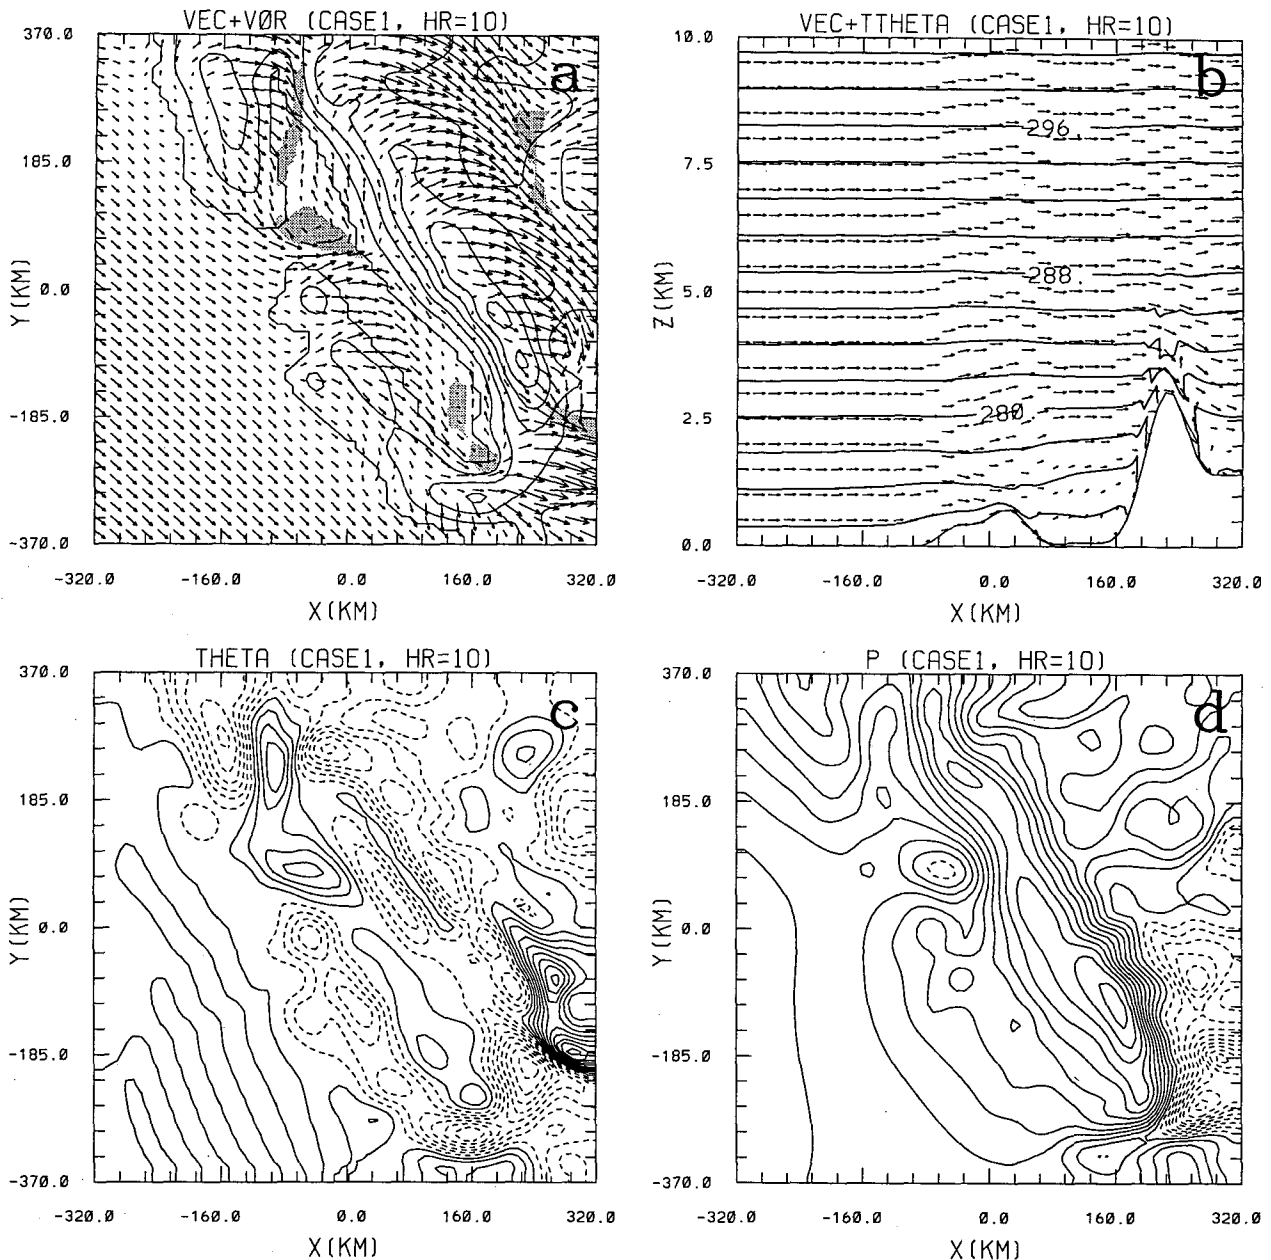 VEC+VØR (CASE1, HR=10)
370.0
185.0
0.0
-185.0
-370.0
Y(KM)
a
-320.0 -160.0 0.0 160.0 320.0
X(KM)
VEC+TTHETA (CASE1, HR=10)
10.0
7.5
5.0
2.5
0.0
Z(KM)
b
296.
288.
280
-320.0 -160.0 0.0 160.0 320.0
X(KM)
THETA (CASE1, HR=10)
370.0
185.0
0.0
-185.0
-370.0
Y(KM)
c
-320.0 -160.0 0.0 160.0 320.0
X(KM)
P (CASE1, HR=10)
370.0
185.0
0.0
-185.0
-370.0
Y(KM)
d
-320.0 -160.0 0.0 160.0 320.0
X(KM)